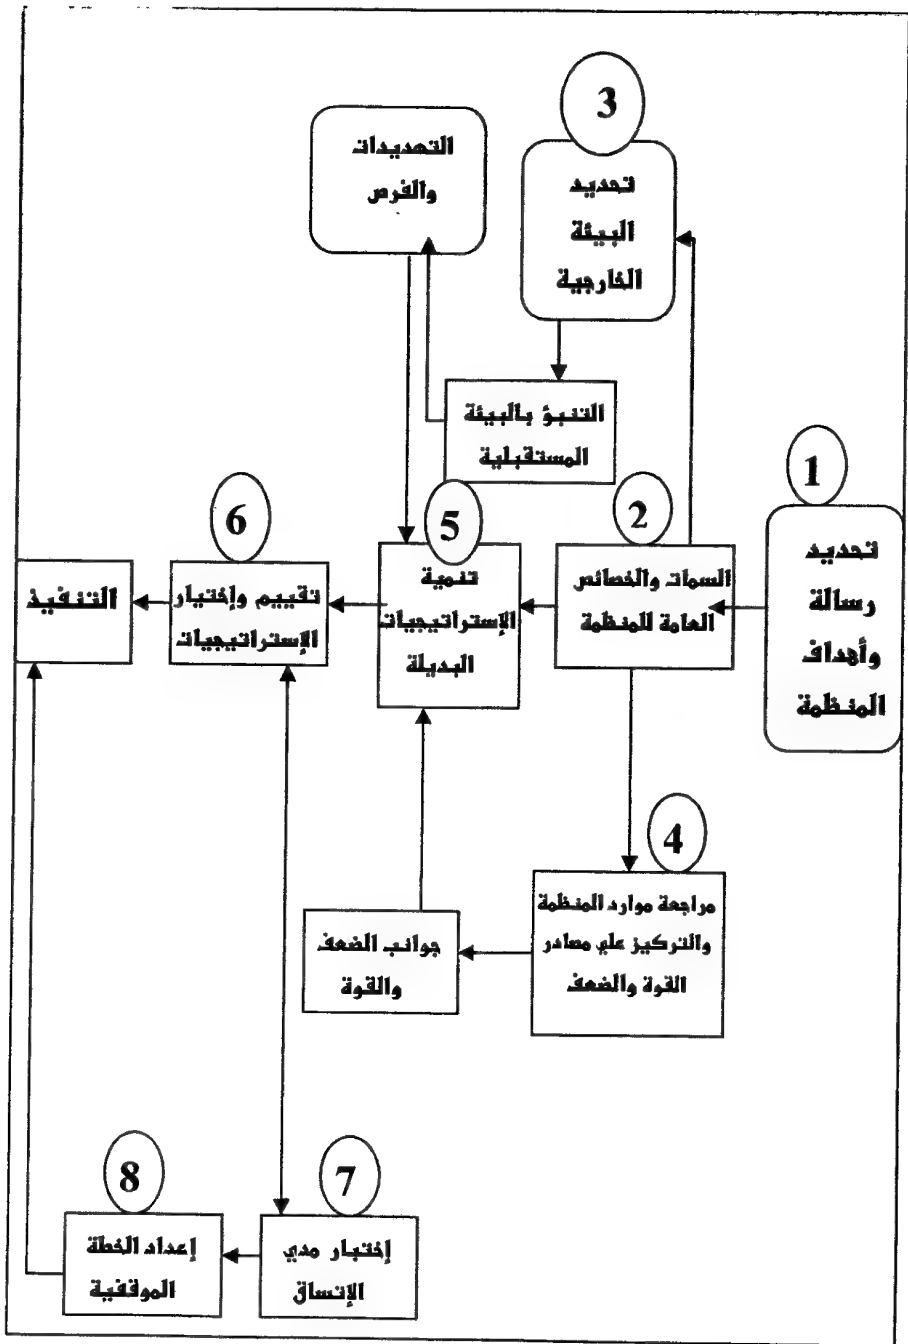 3
تحديد
البيئة
الخارجية
التهديدات
والفرص
التنبؤ بالبيئة
المستقبلية
1
تحديد
رسالة
وأهداف
المنظمة
2
السمات والخصائص
العامة للمنظمة
5
تنمية
الإستراتيجيات
البديلة
6
تقييم وإختيار
الإستراتيجيات
التنفيذ
4
مراجعة موارد المنظمة
والتركيز علي مصادر
القوة والضعف
جوانب الضعف
والقوة
7
إختبار مدي
الإتساق
8
إعداد الخطة
الموقفية